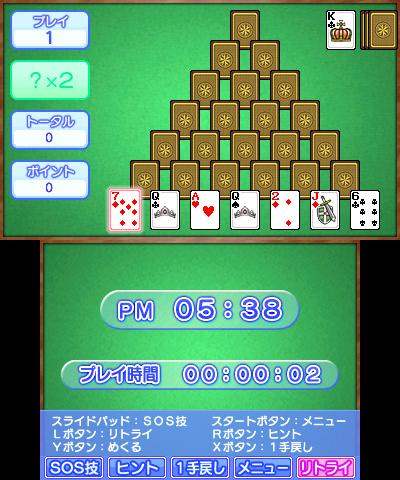 プレイ
1
?×2
トータル
0
ポイント
0
K
7 Q A Q 2 J 6
PM 05:38
プレイ時間 00:00:02
スライドパッド:SOS技 スタートボタン:メニュー
Lボタン:リトライ Rボタン:ヒント
Yボタン:めくる Xボタン:1手戻し
SOS技 ヒント 1手戻し メニュー リトライ